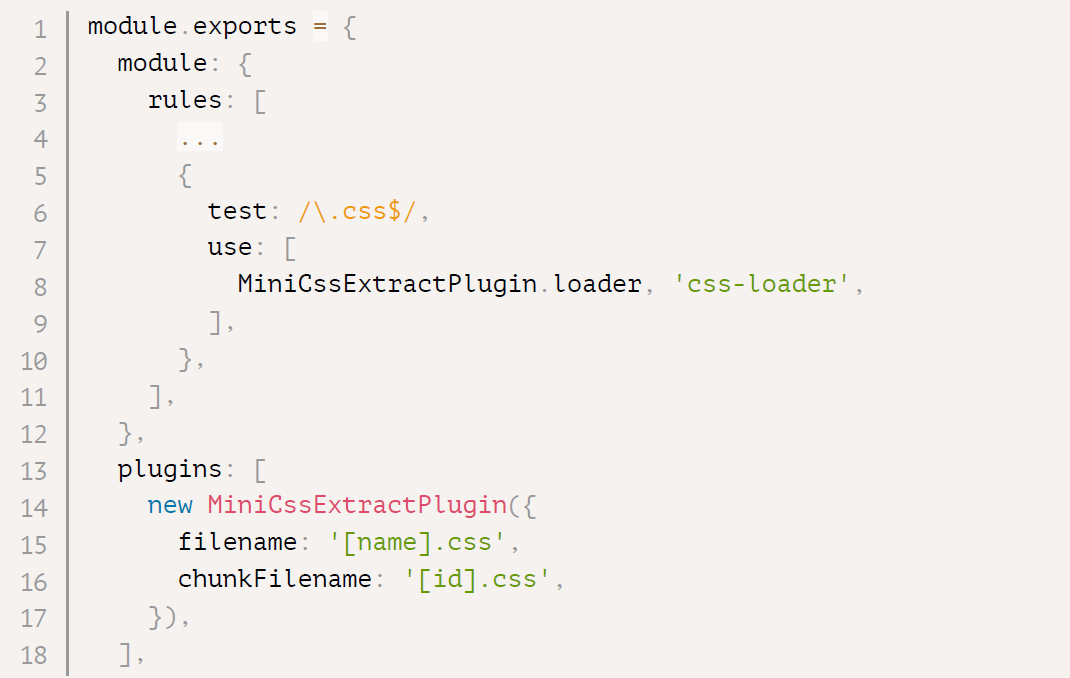 1 module.exports = {
2   module: {
3     rules: [
4       ...
5       {
6         test: /\.css$/,
7         use: [
8           MiniCssExtractPlugin.loader, 'css-loader',
9         ],
10       },
11     ],
12   },
13   plugins: [
14     new MiniCssExtractPlugin({
15       filename: '[name].css',
16       chunkFilename: '[id].css',
17     }),
18   ],